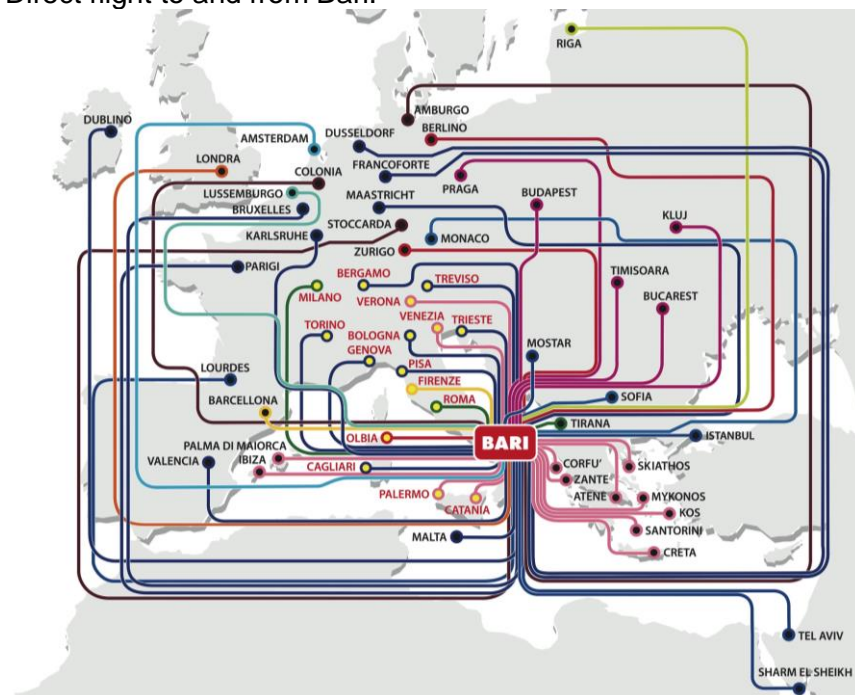 Direct flight to and from Bari:
RIGA
AMBURGO
DUBLINO
BERLINO
DUSSELDORF
AMSTERDAM
LONDRA
FRANCOFORTE
COLONIA
PRAGA
LUSSEMBURGO
MAASTRICHT
BUDAPEST
BRUXELLES
KLUJ
STOCCARDA
KARLSRUHE
MONACO
ZURIGO
PARIGI
BERGAMO
TREVISO
TIMISOARA
MILANO
VERONA
BUCAREST
VENEZIA
TORINO
TRIESTE
BOLOGNA
MOSTAR
GENOVA
LOURDES
PISA
FIRENZE
BARCELLONA
ROMA
SOFIA
TIRANA
OLBIA
BARI
ISTANBUL
PALMA DI MAIORCA
VALENCIA
IBIZA
CAGLIARI
CORFU'
SKIATHOS
ZANTE
PALERMO
ATENE
MYKONOS
CATANIA
KOS
SANTORINI
MALTA
CRETA
TEL AVIV
SHARM EL SHEIKH